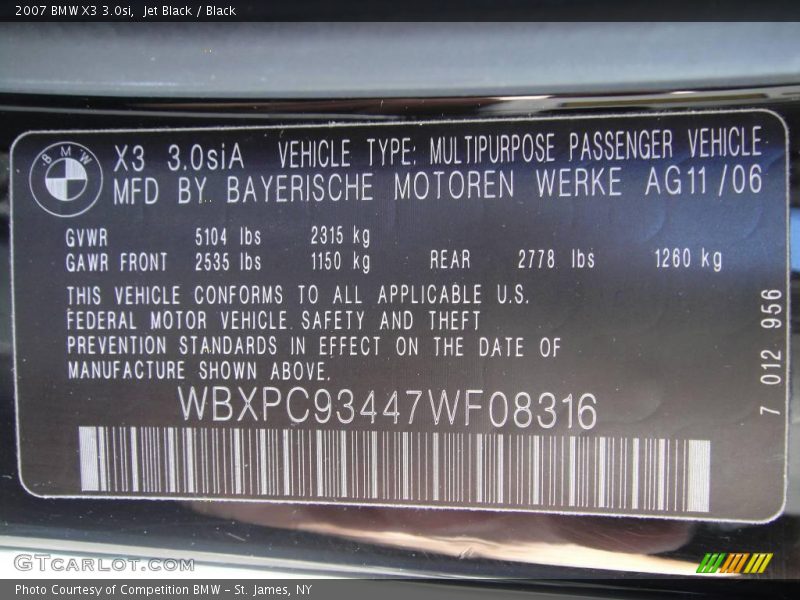 2007 BMW X3 3.0si,  Jet Black / Black
BMW
X3 3.0siA VEHICLE TYPE: MULTIPURPOSE PASSENGER VEHICLE
MFD BY BAYERISCHE MOTOREN WERKE AG11/06
GVWR 5104 lbs 2315 kg
GAWR FRONT 2535 lbs 1150 kg REAR 2778 lbs 1260 kg
THIS VEHICLE CONFORMS TO ALL APPLICABLE U.S.
FEDERAL MOTOR VEHICLE SAFETY AND THEFT
PREVENTION STANDARDS IN EFFECT ON THE DATE OF
MANUFACTURE SHOWN ABOVE.
WBXPC93447WF08316
7 012 956
GTCARLOT.COM
Photo Courtesy of Competition BMW - St. James, NY